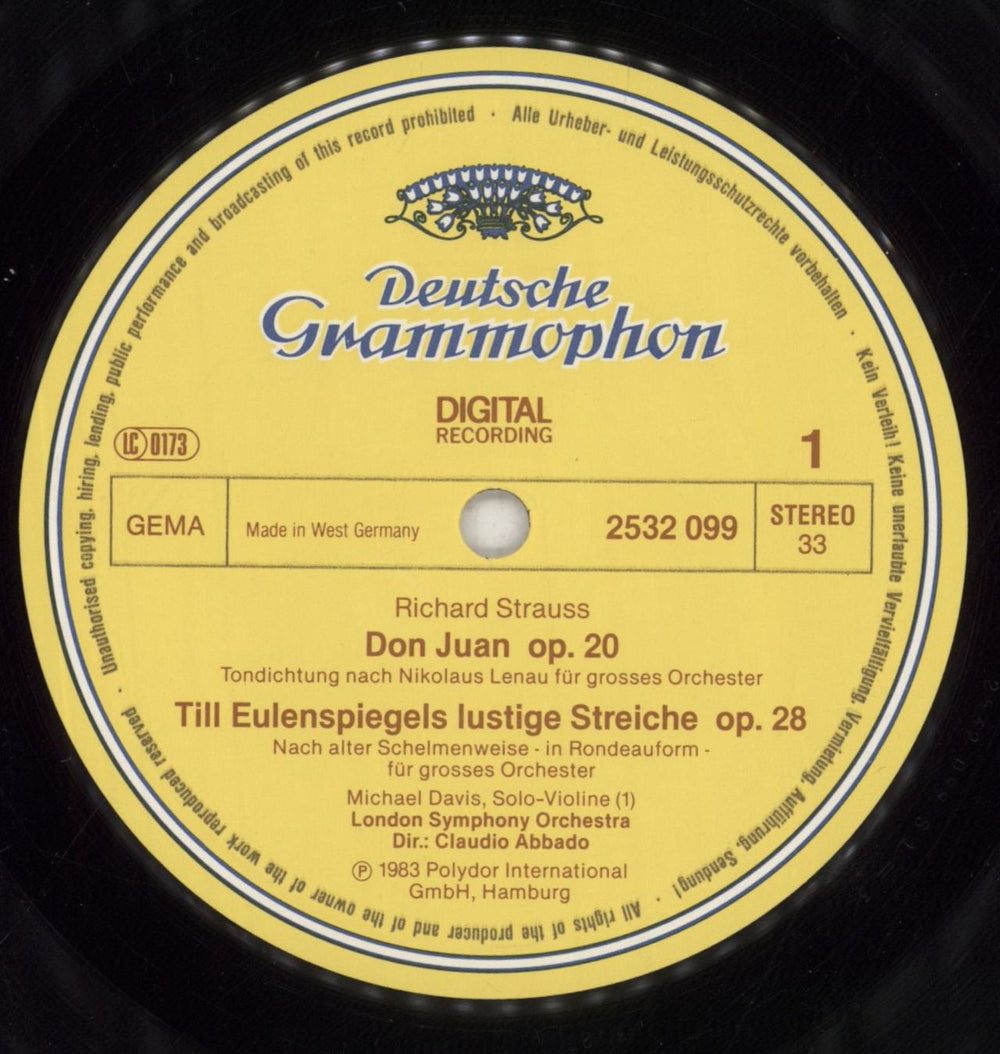 Deutsche
Grammophon
DIGITAL
RECORDING
LC 0173
1
GEMA
Made in West Germany
2532 099
STEREO
33
Richard Strauss
Don Juan op. 20
Tondichtung nach Nikolaus Lenau für grosses Orchester
Till Eulenspiegels lustige Streiche op. 28
Nach alter Schelmenweise - in Rondeauform -
für grosses Orchester
Michael Davis, Solo-Violine (1)
London Symphony Orchestra
Dir.: Claudio Abbado
Ⓟ 1983 Polydor International
GmbH, Hamburg
Alle Urheber- und Leistungsschutzrechte vorbehalten · Kein Verleih! Keine unerlaubte Vervielfältigung, Vermietung, Aufführung, Sendung! · All rights of the producer and of the owner of the work reproduced reserved · Unauthorised copying, hiring, lending, public performance and broadcasting of this record prohibited ·